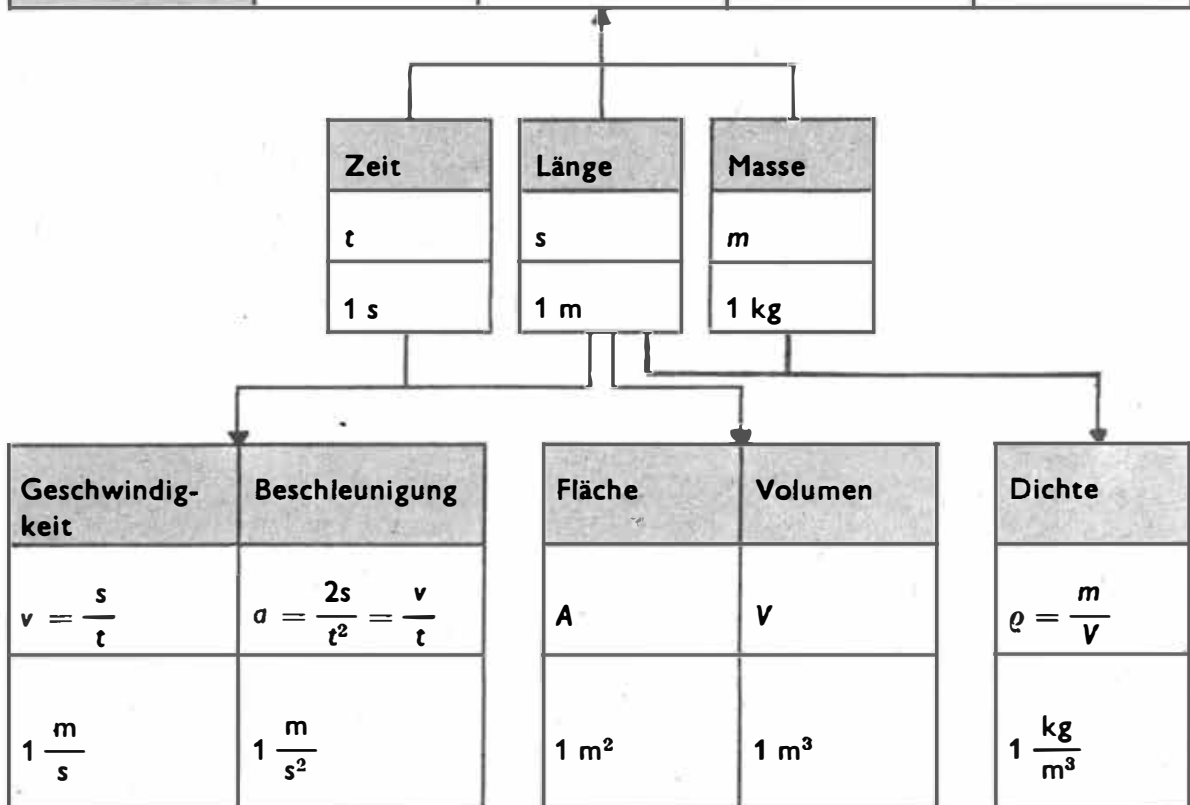 Zeit Länge Masse
t s m
1 s 1 m 1 kg
Geschwindig- Beschleunigung Fläche Volumen Dichte
keit
v = s/t a = 2s/t² = v/t A V ϱ = m/V
1 m/s 1 m/s² 1 m² 1 m³ 1 kg/m³